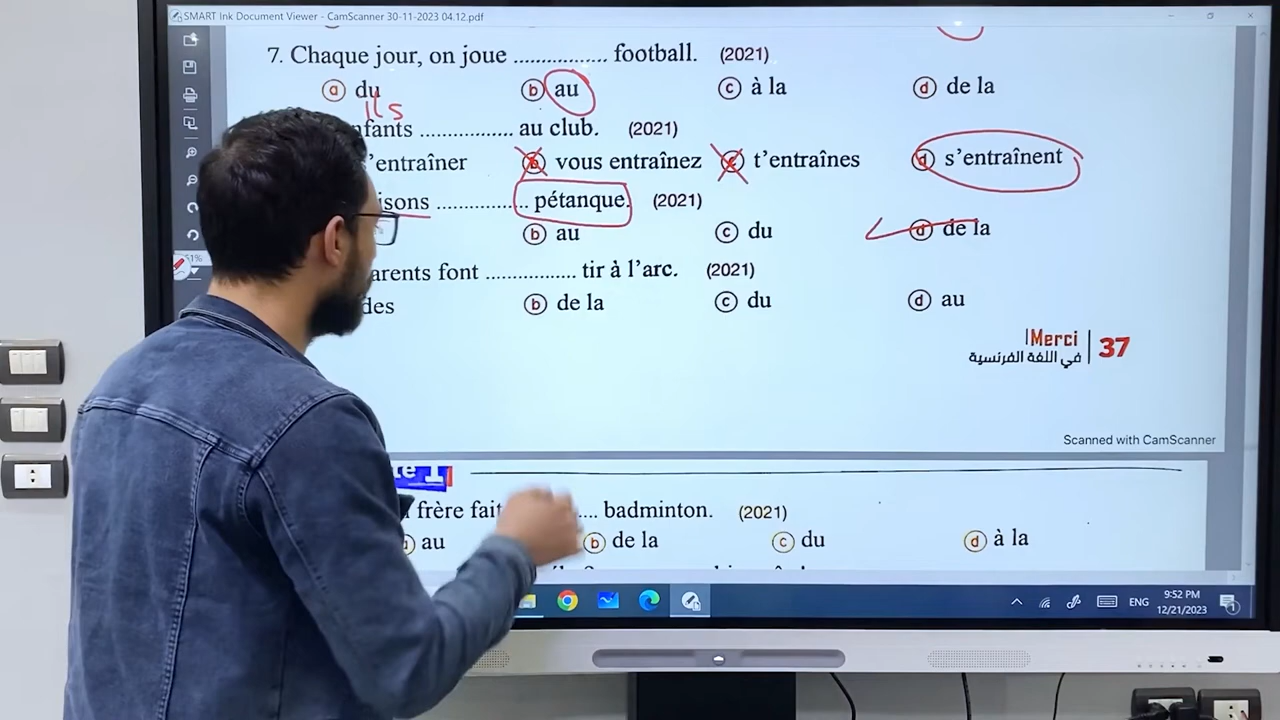 SMART Ink Document Viewer - CamScanner 30-11-2023 04.12.pdf
7. Chaque jour, on joue ................ football. (2021)
a du b au c à la d de la
ils
nfants ................ au club. (2021)
'entraîner vous entraînez t'entraînes d s'entraînent
isons ................ pétanque. (2021)
b au c du d de la
arents font ................ tir à l'arc. (2021)
des b de la c du d au
Merci
في اللغة الفرنسية
37
Scanned with CamScanner
te 1
frère fait .... badminton. (2021)
au b de la c du d à la
ENG
9:52 PM
12/21/2023